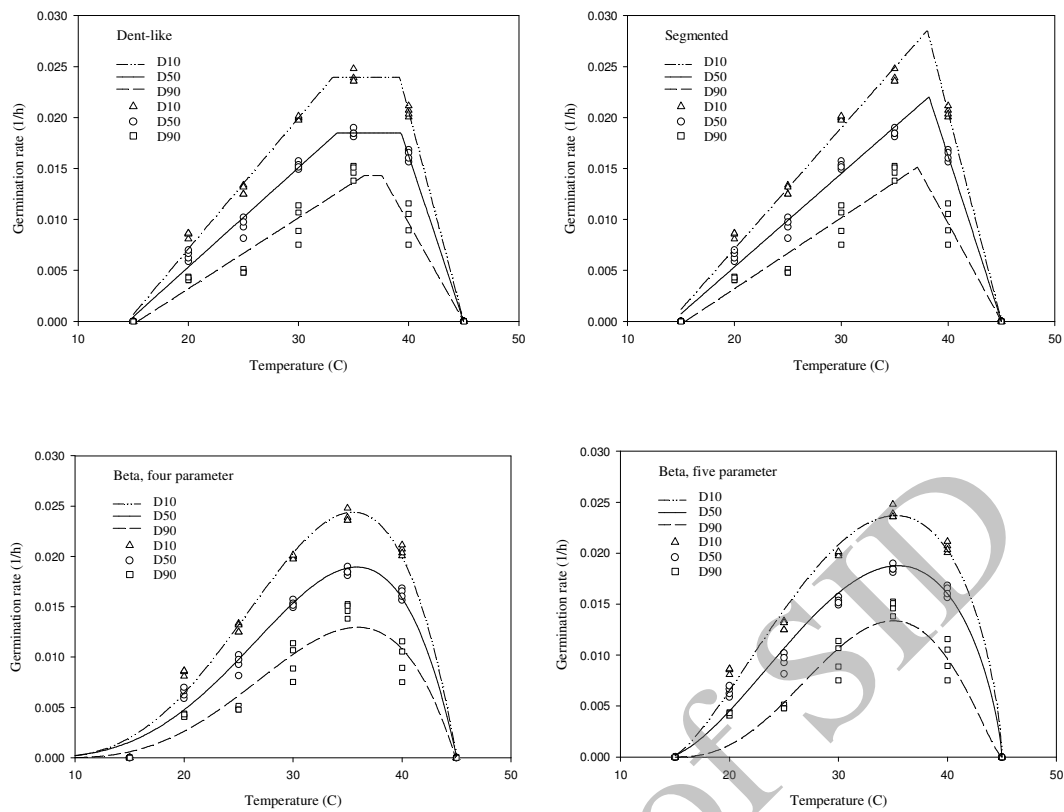 Dent-like
D10
D50
D90
D10
D50
D90
0.030
0.025
0.020
0.015
0.010
0.005
0.000
Germination rate (1/h)
10 20 30 40 50
Temperature (C)
Segmented
D10
D50
D90
D10
D50
D90
0.030
0.025
0.020
0.015
0.010
0.005
0.000
Germination rate (1/h)
10 20 30 40 50
Temperature (C)
Beta, four parameter
D10
D50
D90
D10
D50
D90
0.030
0.025
0.020
0.015
0.010
0.005
0.000
Germination rate (1/h)
10 20 30 40 50
Temperature (C)
Beta, five parameter
D10
D50
D90
D10
D50
D90
0.030
0.025
0.020
0.015
0.010
0.005
0.000
Germination rate (1/h)
10 20 30 40 50
Temperature (C)
of SID